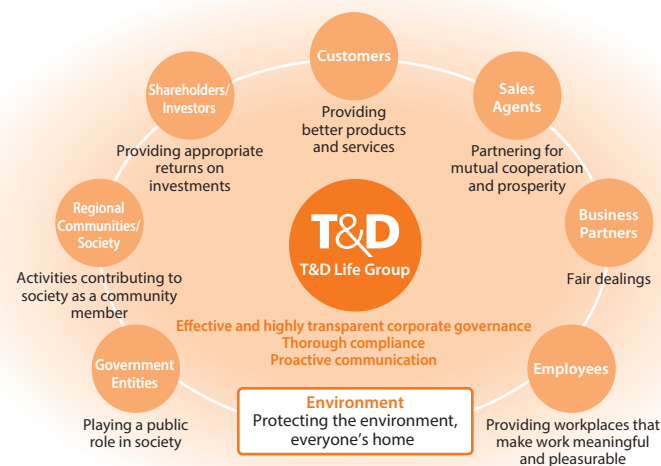 Customers
Providing
better products
and services
Shareholders/
Investors
Providing appropriate
returns on
investments
Sales
Agents
Partnering for
mutual cooperation
and prosperity
Regional
Communities/
Society
Activities contributing to
society as a community
member
T&D
T&D Life Group
Business
Partners
Fair dealings
Effective and highly transparent corporate governance
Thorough compliance
Proactive communication
Government
Entities
Playing a public
role in society
Environment
Protecting the environment,
everyone's home
Employees
Providing workplaces that
make work meaningful
and pleasurable